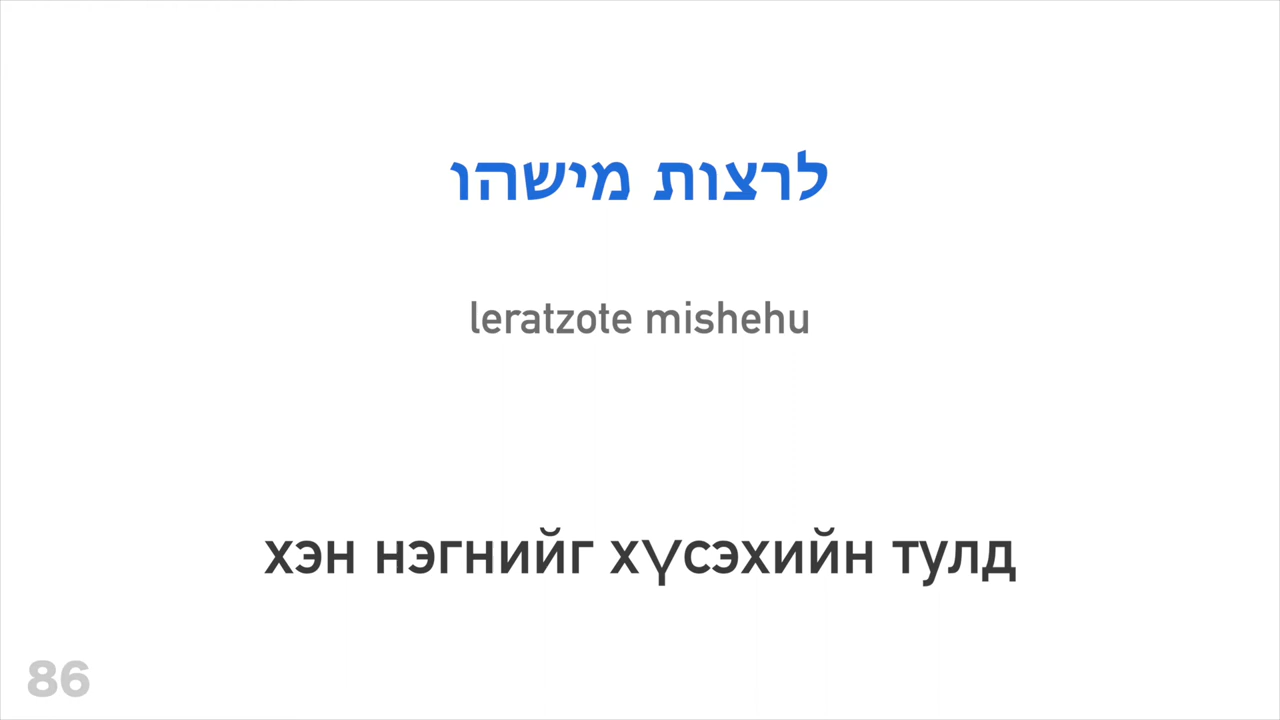 לרצות מישהו
leratzote mishehu
хэн нэгнийг хүсэхийн тулд
86